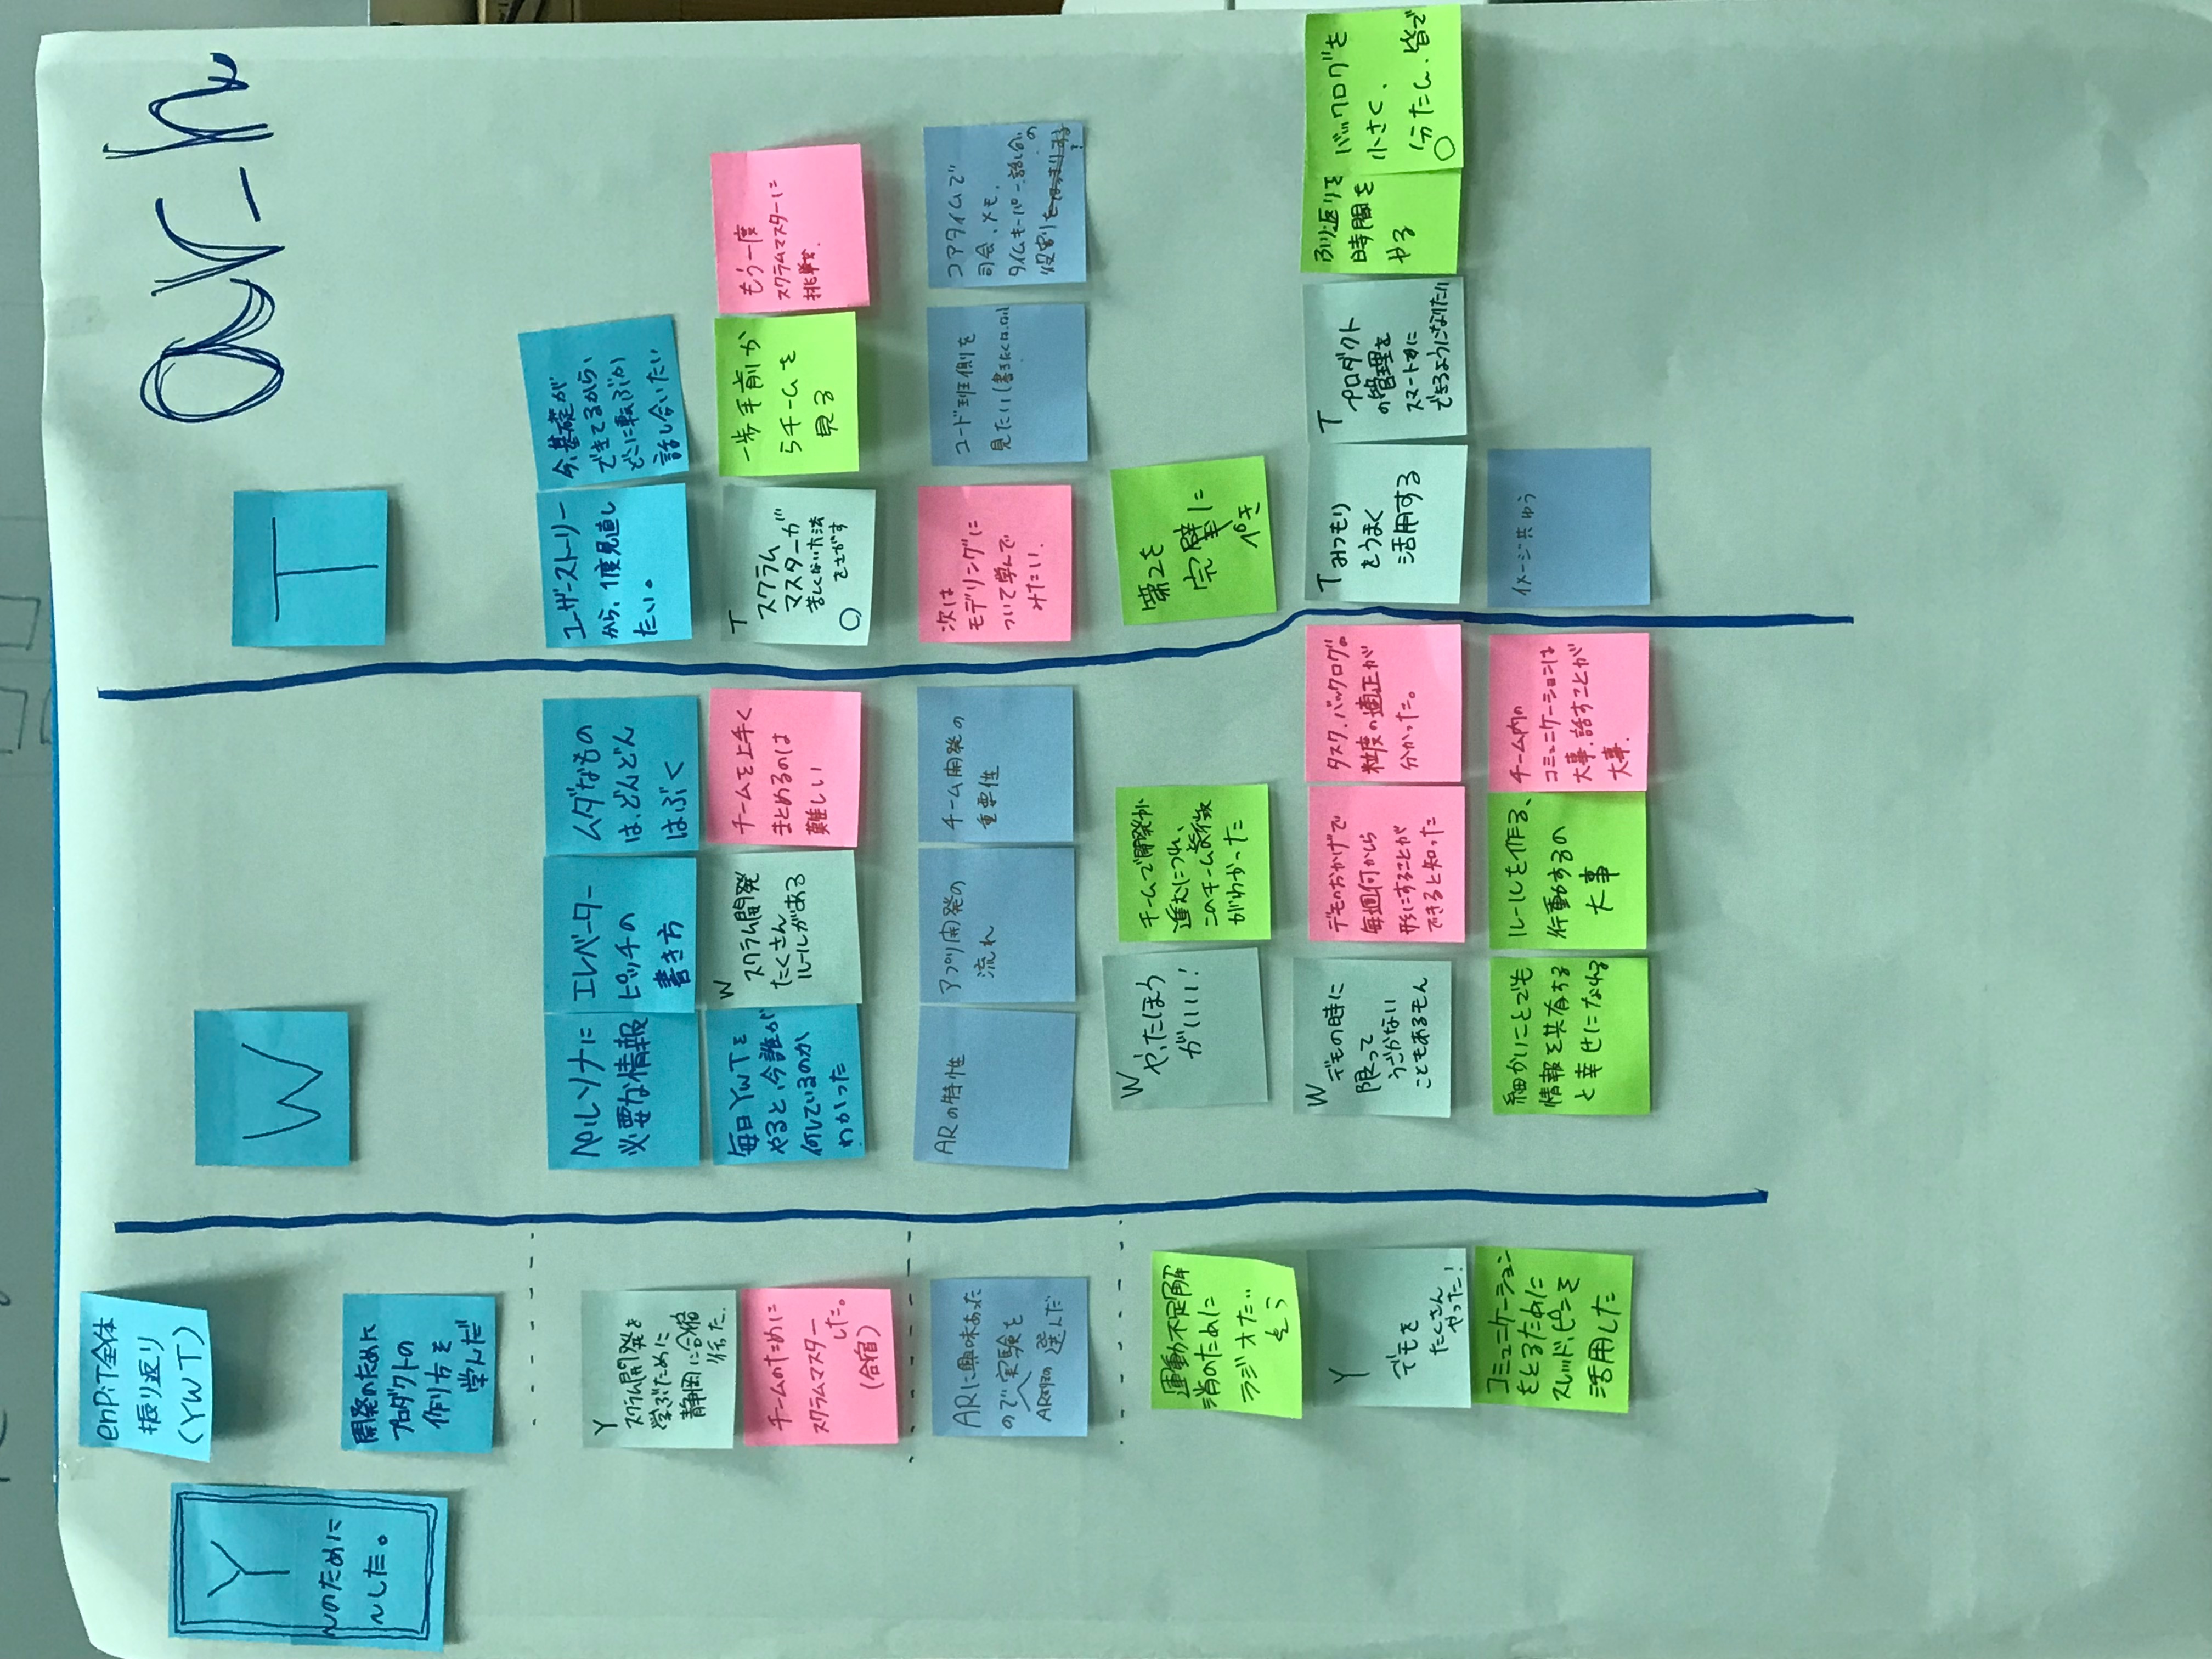 enPiT全体
振り返り
(YWT)
ar_h
Y
～のために
～した。
W
T
開発のために
プロダクトの
作り方を
学んだ
Y
スクラム開発を
学ぶために
静岡に合宿
行った.
チームのために
スクラムマスター
した。
(合宿)
ペルソナに
必要な情報
エレベーター
ピッチの
書き方
ムダなもの
は、どんどん
はぶく
毎日YWTを
やると、今誰が
何しているのか
わかった
W
スクラム開発
たくさん
ルールがある
チームを上手く
まとめるのは
難しい
ユーザーストーリー
から、1度見直し
たい。
今、基礎が
できてるから、
どこに転ぶか
話し合いたい
T
スクラム
マスターが
苦しくない方法
をさがす
一歩手前か
らチームを
見る
もう一度
スクラムマスターに
挑戦.
ARに興味あった
ので実験を
選んだ
ARの特性
アプリ開発の
流れ
チーム開発の
重要性
次は
モデリングに
ついて学んで
みたい.
コード班側を
見たい
コアタイムで
司会、メモ、
タイムキーパー、話し合いの
役割を
運動不足解
消のために
ラジオたい
そう
W
やったほう
がいい!
チームで開発が
進むにつれ、
このチームの特徴
がわかった
第2を
完璧に
ぺき
Y
デモを
たくさん
やった!
W
デモの時に
限って
うごかない
こともあるもん
デモのおかげで
毎週何かしら
形にすることが
できると知った
タスク、バックログの
粒度の適正が
分かった。
T
みつもり
をうまく
活用する
T
プロダクト
の管理を
スマートに
できるようになりたい
ふり返りを
時間を
やる
バックログを
小さく、
分たん、皆で
コミュニケーション
をとるために
スレッド、ピンを
活用した
細かいことでも
情報を共有する
と幸せになれる
ルールを作る、
行動するの
大事
チーム内の
コミュニケーションは
大事.話すことが
大事.
イメージ共ゆう